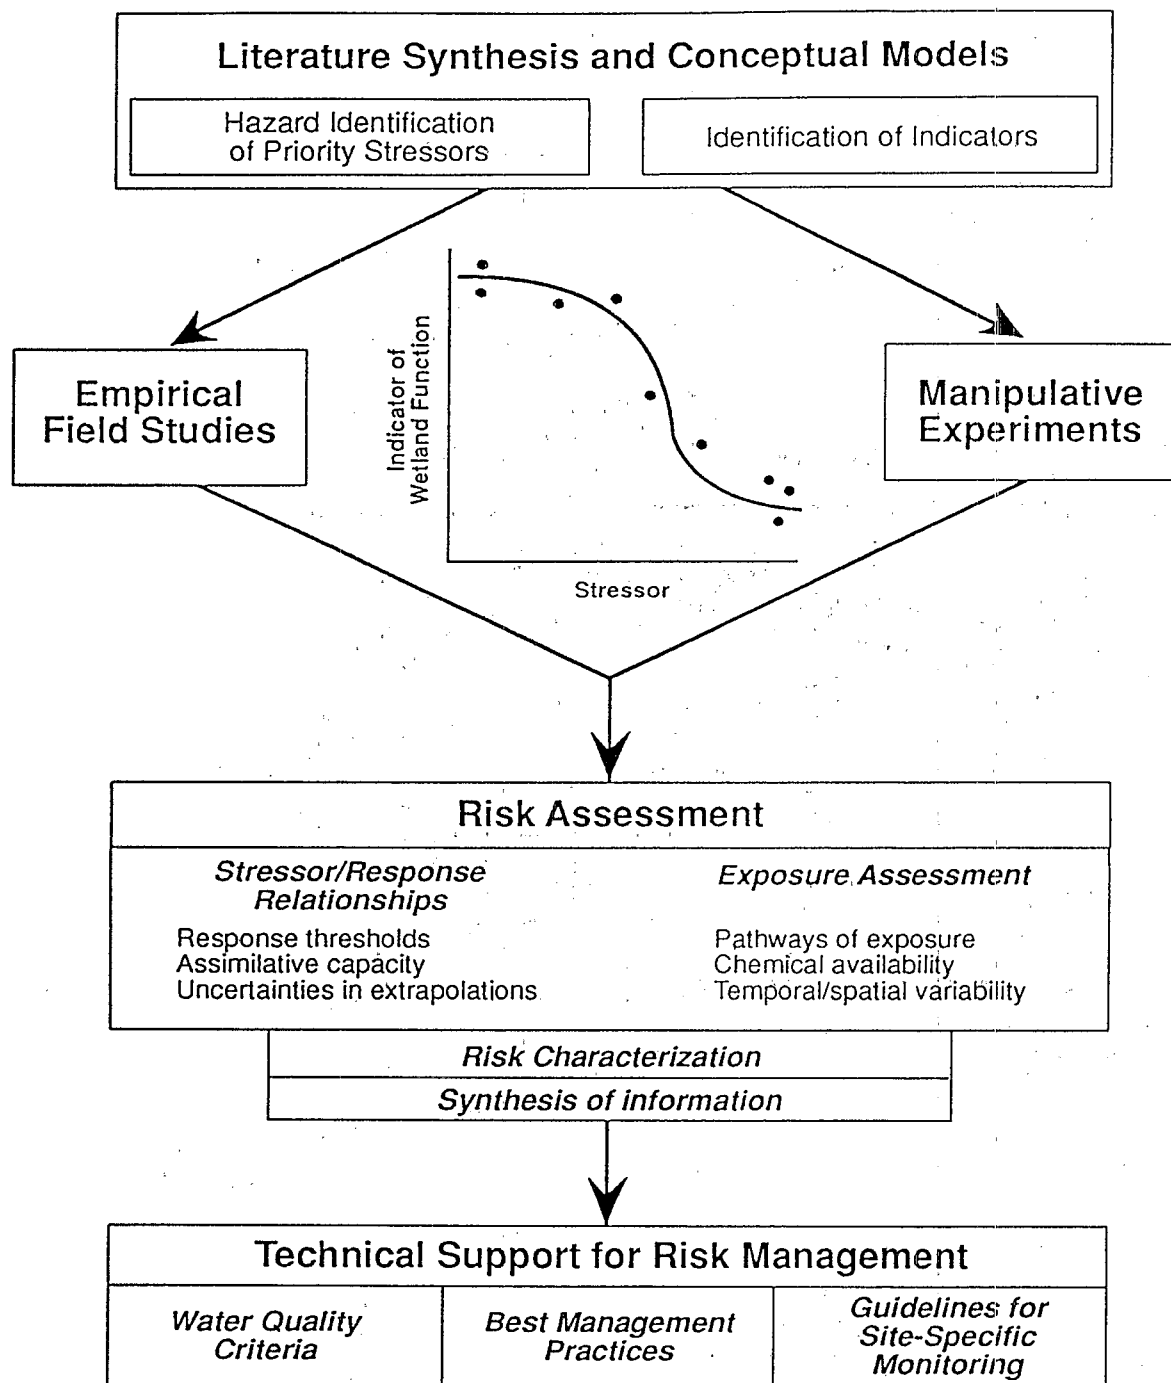 Literature Synthesis and Conceptual Models
Hazard Identification
of Priority Stressors
Identification of Indicators
Indicator of
Wetland Function
Stressor
Empirical
Field Studies
Manipulative
Experiments
Risk Assessment
Stressor/Response
Relationships
Response thresholds
Assimilative capacity
Uncertainties in extrapolations
Exposure Assessment
Pathways of exposure
Chemical availability
Temporal/spatial variability
Risk Characterization
Synthesis of information
Technical Support for Risk Management
Water Quality
Criteria
Best Management
Practices
Guidelines for
Site-Specific
Monitoring